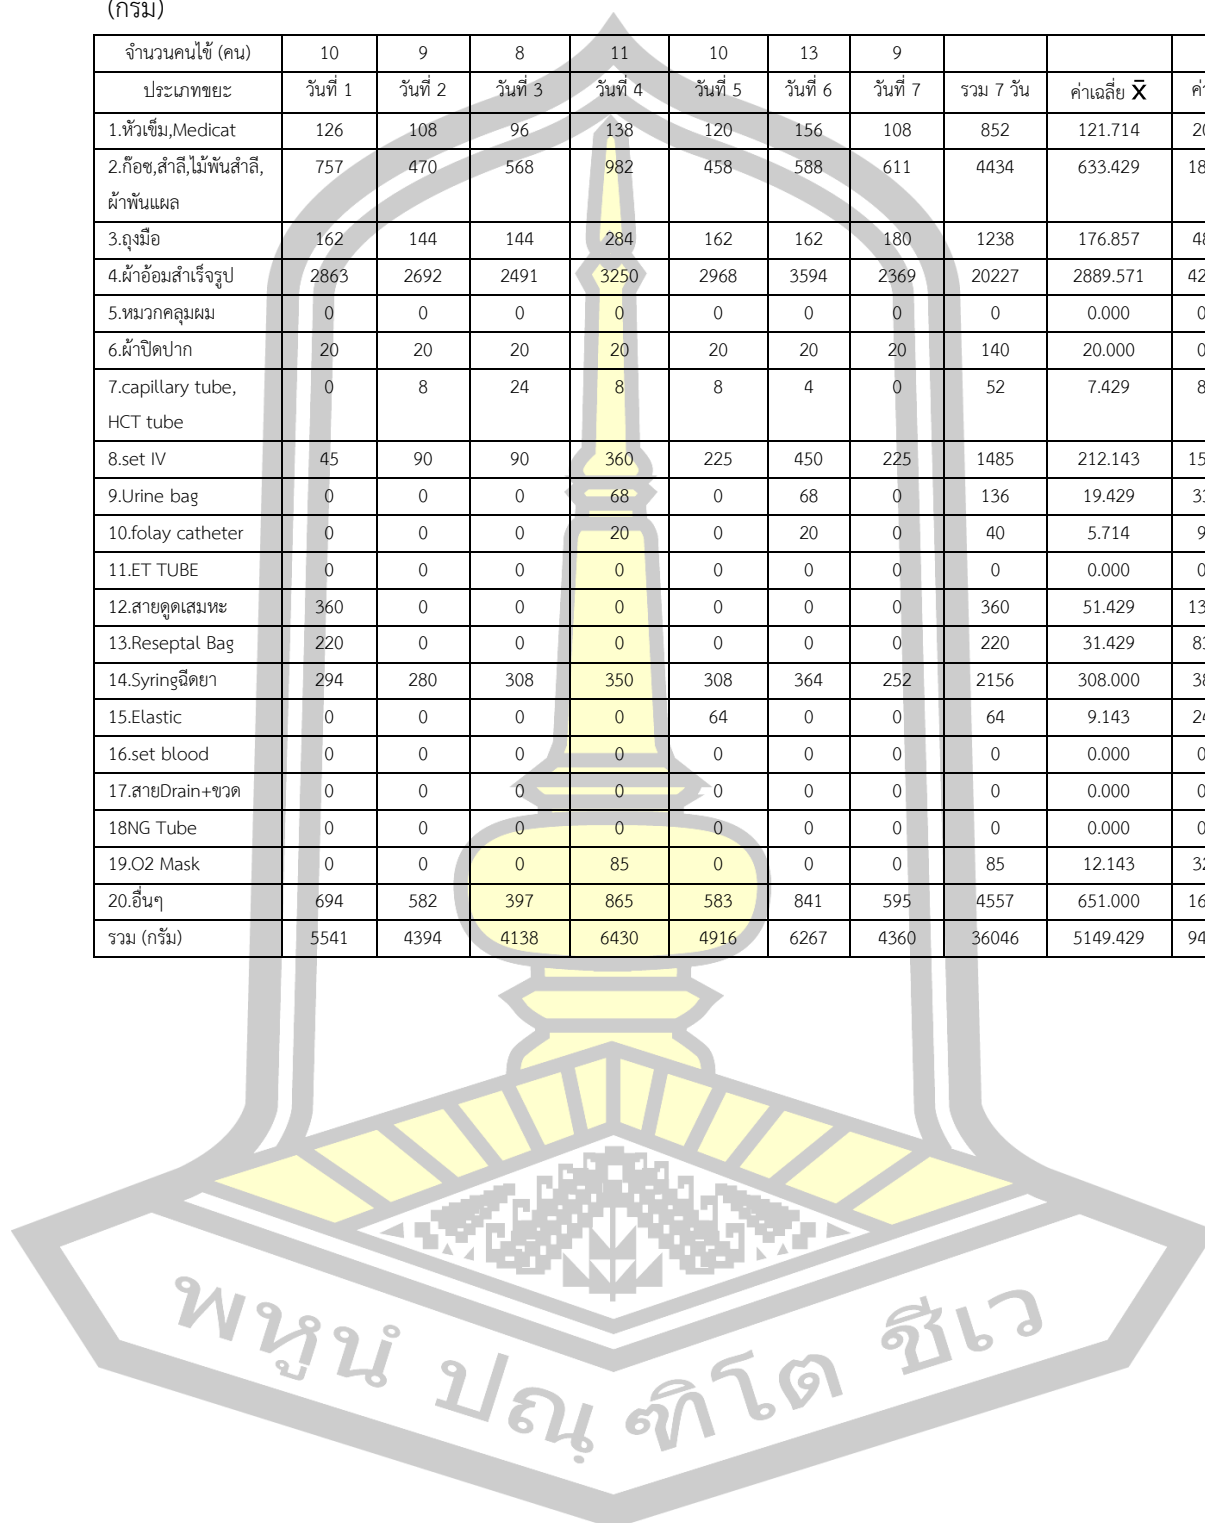 (กรัม)
จำนวนคนไข้ (คน) 10 9 8 11 10 13 9
ประเภทขยะ วันที่ 1 วันที่ 2 วันที่ 3 วันที่ 4 วันที่ 5 วันที่ 6 วันที่ 7 รวม 7 วัน ค่าเฉลี่ย x̄
1.หัวเข็ม,Medicat 126 108 96 138 120 156 108 852 121.714
2.ก๊อซ,สำลี,ไม้พันสำลี, 757 470 568 982 458 588 611 4434 633.429
ผ้าพันแผล
3.ถุงมือ 162 144 144 284 162 162 180 1238 176.857
4.ผ้าอ้อมสำเร็จรูป 2863 2692 2491 3250 2968 3594 2369 20227 2889.571
5.หมวกคลุมผม 0 0 0 0 0 0 0 0 0.000
6.ผ้าปิดปาก 20 20 20 20 20 20 20 140 20.000
7.capillary tube, 0 8 24 8 8 4 0 52 7.429
HCT tube
8.set IV 45 90 90 360 225 450 225 1485 212.143
9.Urine bag 0 0 0 68 0 68 0 136 19.429
10.folay catheter 0 0 0 20 0 20 0 40 5.714
11.ET TUBE 0 0 0 0 0 0 0 0 0.000
12.สายดูดเสมหะ 360 0 0 0 0 0 0 360 51.429
13.Reseptal Bag 220 0 0 0 0 0 0 220 31.429
14.Syringฉีดยา 294 280 308 350 308 364 252 2156 308.000
15.Elastic 0 0 0 0 64 0 0 64 9.143
16.set blood 0 0 0 0 0 0 0 0 0.000
17.สายDrain+ขวด 0 0 0 0 0 0 0 0 0.000
18NG Tube 0 0 0 0 0 0 0 0 0.000
19.O2 Mask 0 0 0 85 0 0 0 85 12.143
20.อื่นๆ 694 582 397 865 583 841 595 4557 651.000
รวม (กรัม) 5541 4394 4138 6430 4916 6267 4360 36046 5149.429
พหูนํ ปณฺฑิโต ชีเว